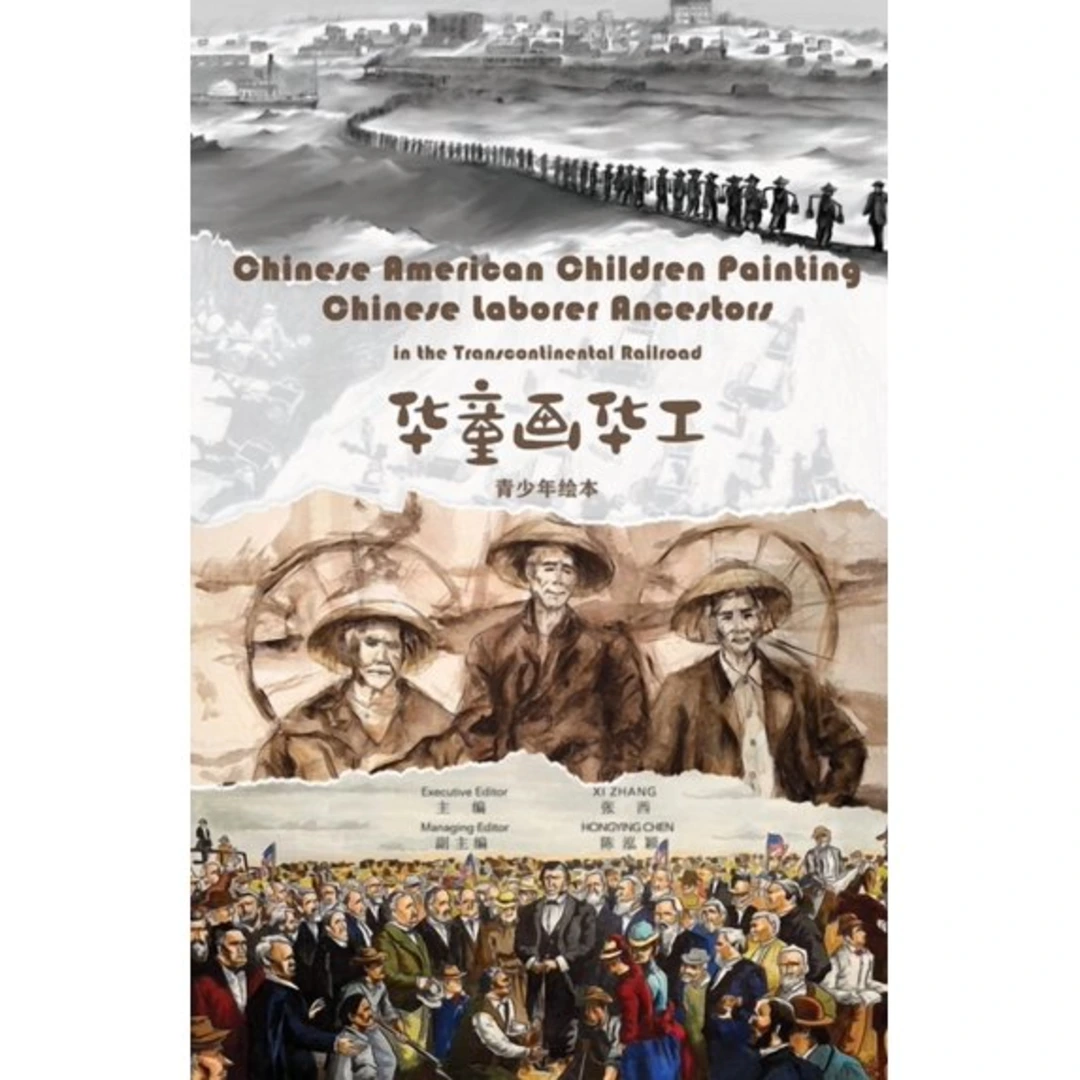 Chinese American Children Painting
Chinese Laborer Ancestors
in the Transcontinental Railroad
华童画华工
青少年绘本
Executive Editor XI ZHANG
主 编 张 西
Managing Editor HONGYING CHEN
副主编 陈泓颖